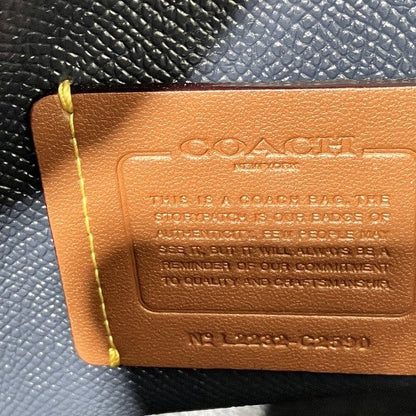 COACH
NEW YORK
THIS IS A COACH BAG. THE
STORYPATCH IS OUR BADGE OF
AUTHENTICITY. FEW PEOPLE MAY
SEE IT, BUT IT WILL ALWAYS BE A
REMINDER OF OUR COMMITMENT
TO QUALITY AND CRAFTSMANSHIP.
Nº L2232-C2590